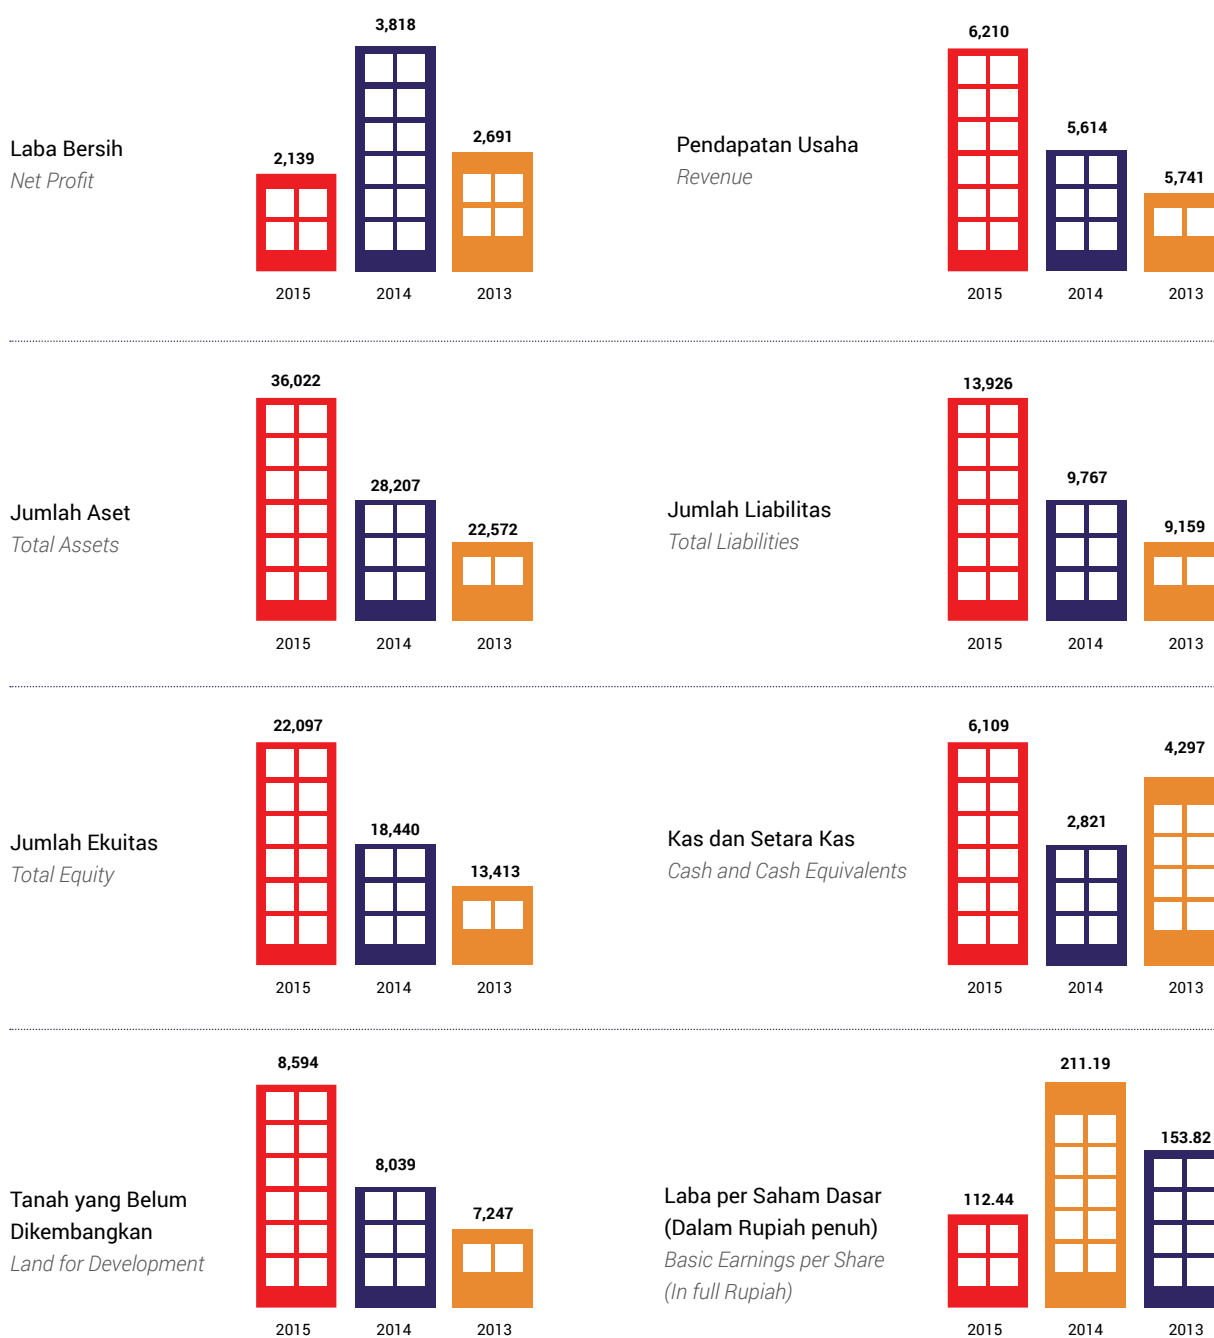 Laba Bersih
Net Profit
2,139
3,818
2,691
2015
2014
2013
Pendapatan Usaha
Revenue
6,210
5,614
5,741
2015
2014
2013
Jumlah Aset
Total Assets
36,022
28,207
22,572
2015
2014
2013
Jumlah Liabilitas
Total Liabilities
13,926
9,767
9,159
2015
2014
2013
Jumlah Ekuitas
Total Equity
22,097
18,440
13,413
2015
2014
2013
Kas dan Setara Kas
Cash and Cash Equivalents
6,109
2,821
4,297
2015
2014
2013
Tanah yang Belum
Dikembangkan
Land for Development
8,594
8,039
7,247
2015
2014
2013
Laba per Saham Dasar
(Dalam Rupiah penuh)
Basic Earnings per Share
(In full Rupiah)
112.44
211.19
153.82
2015
2014
2013